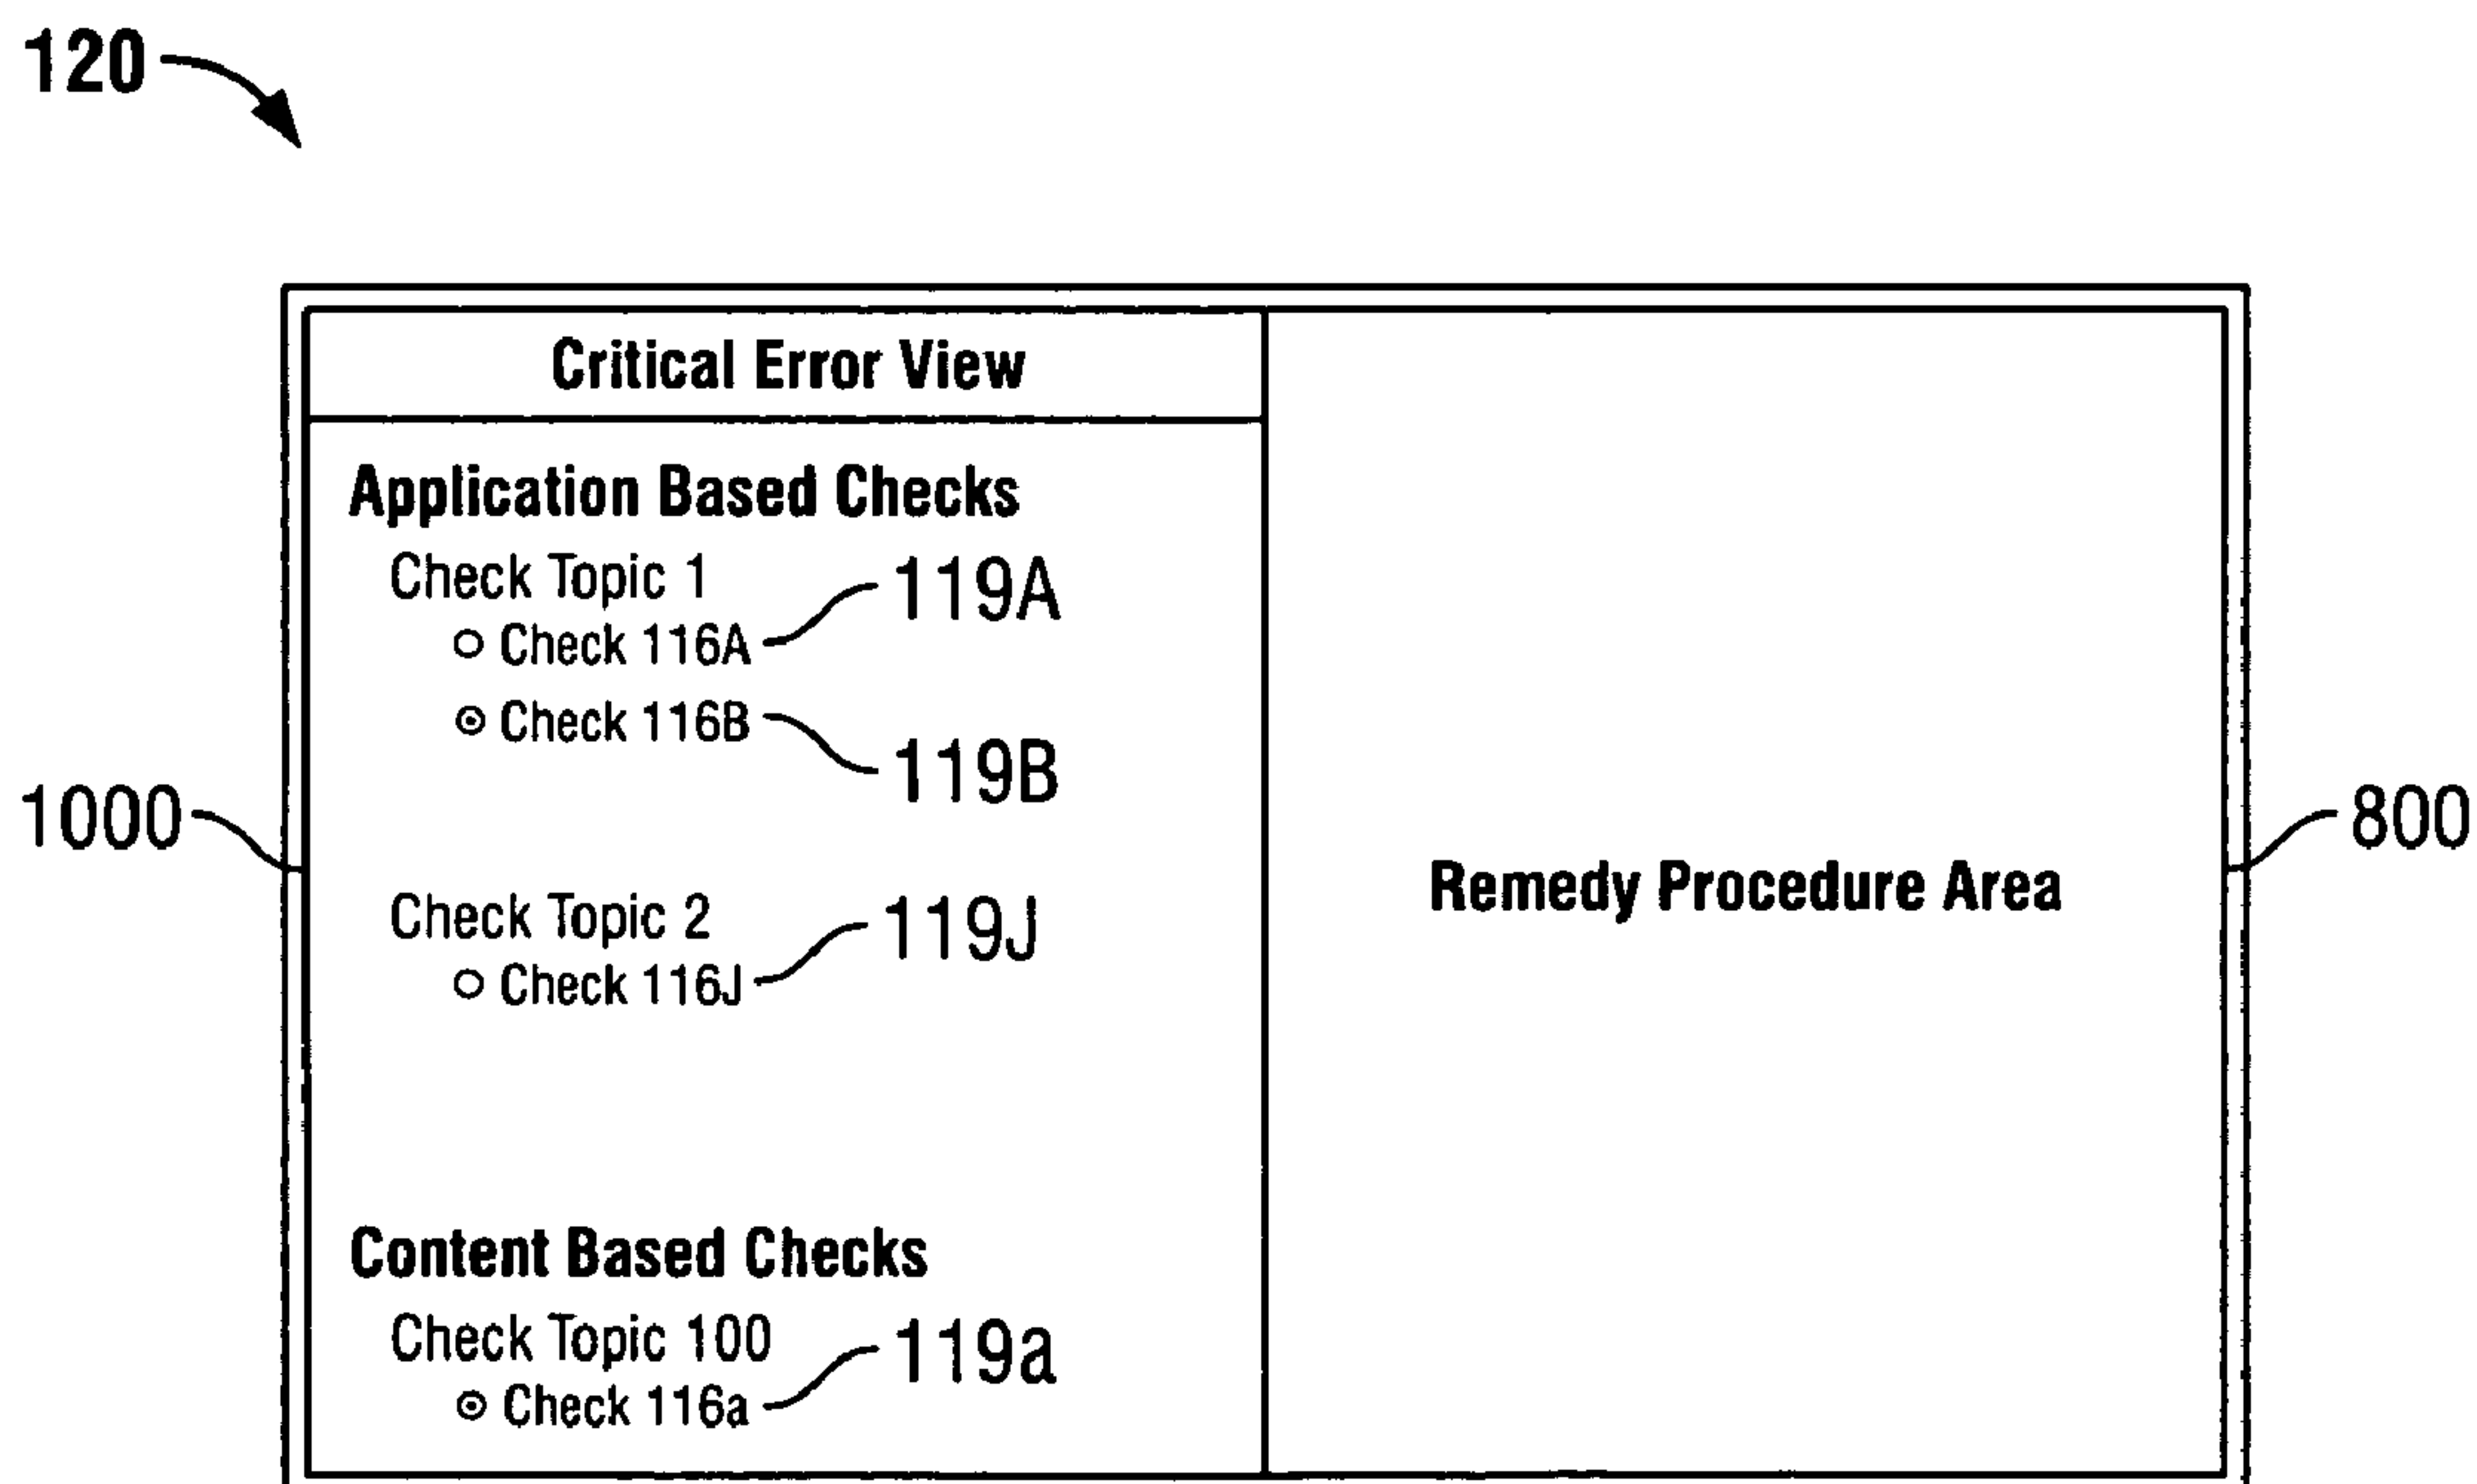 120
Critical Error View
Application Based Checks
Check Topic 1
119A
Check 116A
Check 116B
119B
1000
800
Remedy Procedure Area
Check Topic 2
119J
Check 116J
Content Based Checks
Check Topic 100
119a
Check 116a